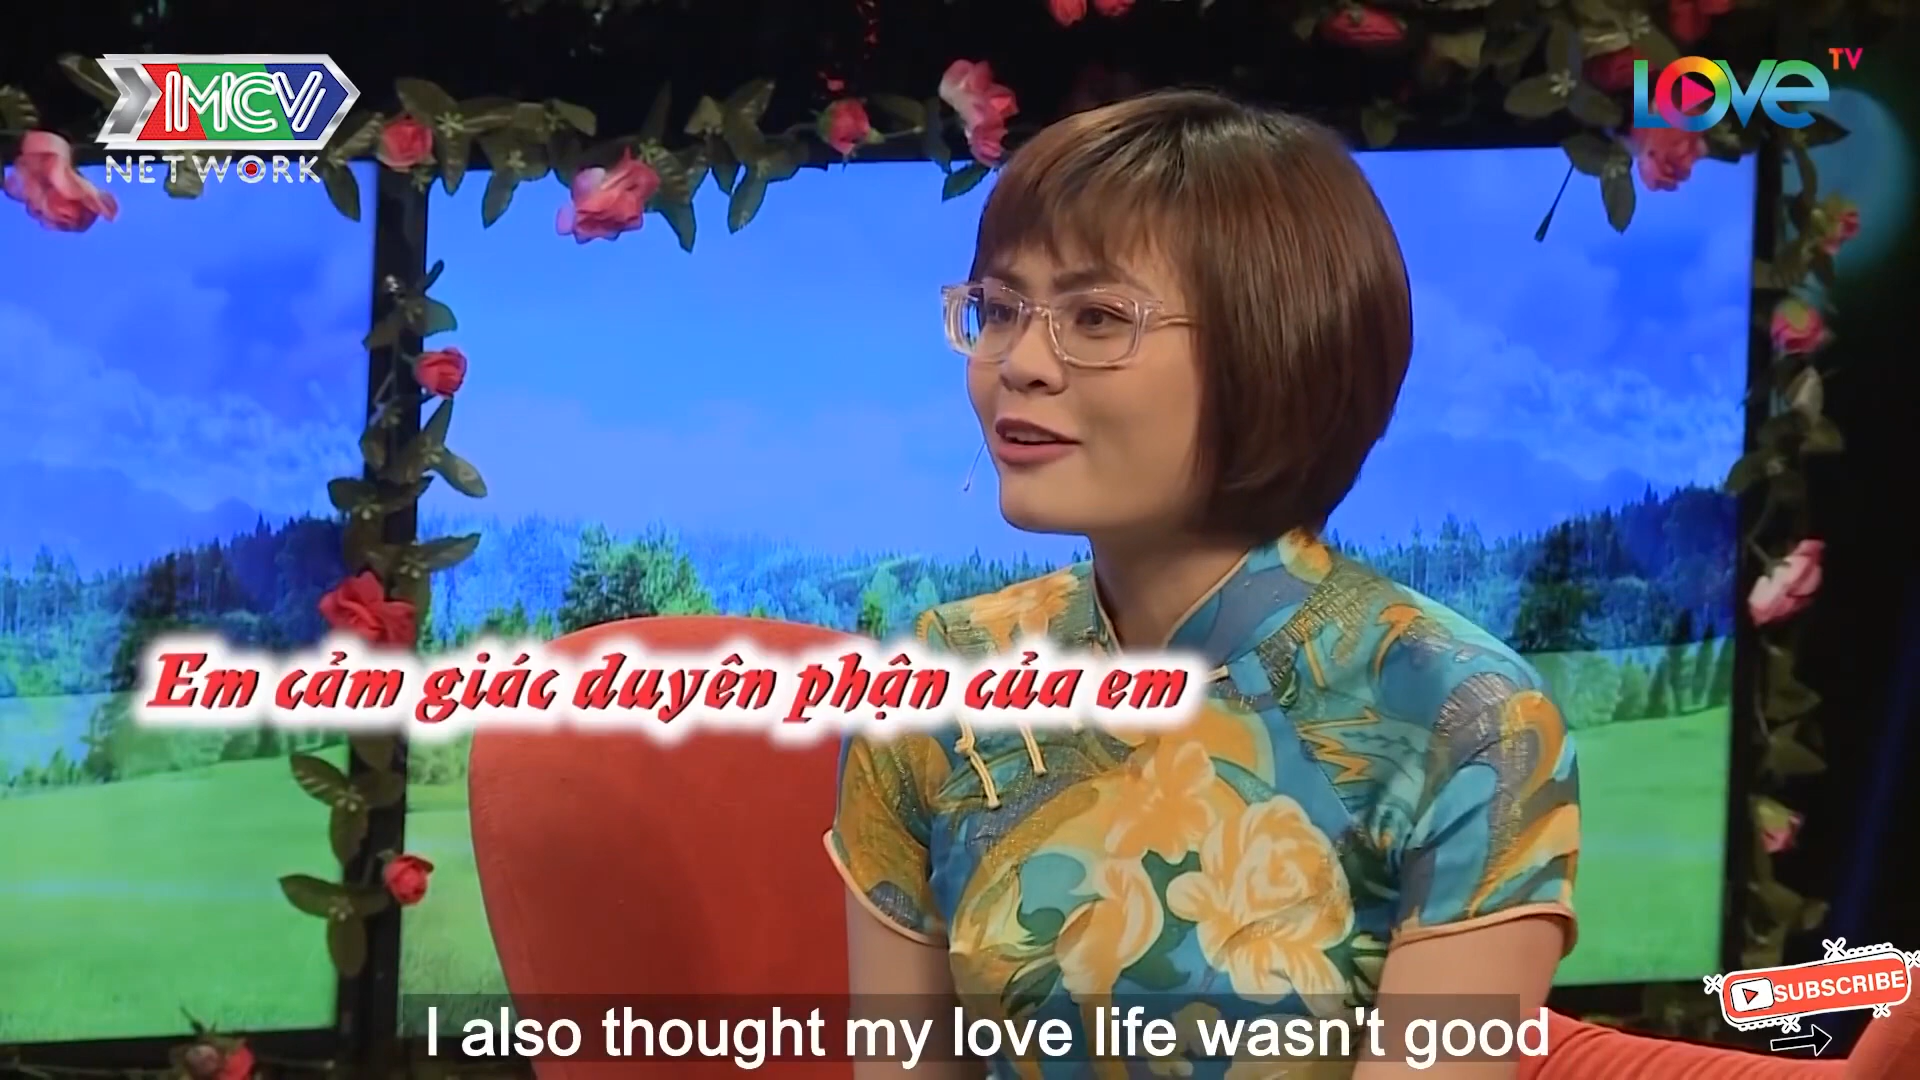 MCV
NETWORK
LOVE TV
Em cảm giác duyên phận của em
I also thought my love life wasn't good
SUBSCRIBE